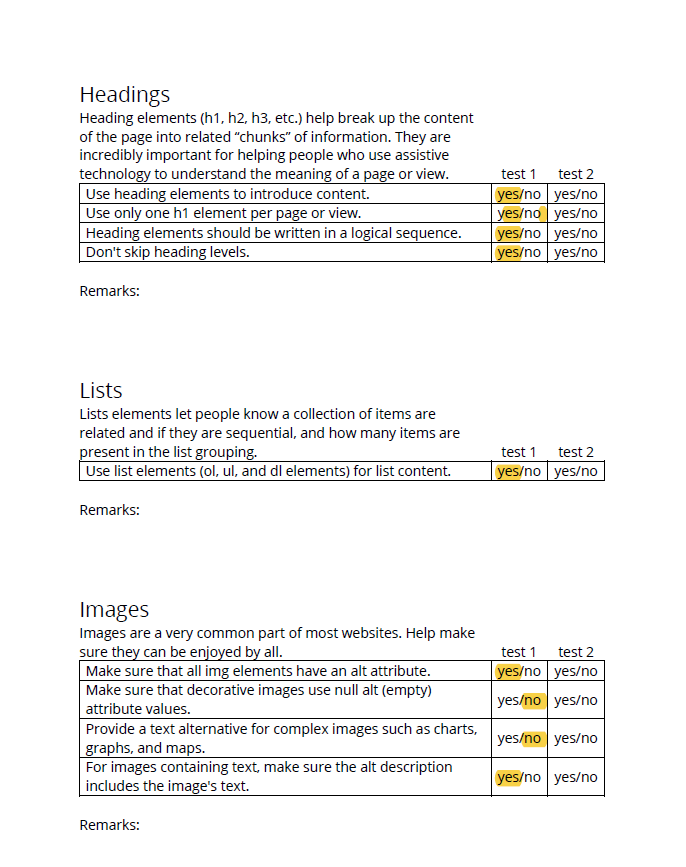 Headings
Heading elements (h1, h2, h3, etc.) help break up the content
of the page into related “chunks” of information. They are
incredibly important for helping people who use assistive
technology to understand the meaning of a page or view. test 1 test 2
Use heading elements to introduce content. yes/no yes/no
Use only one h1 element per page or view. yes/no yes/no
Heading elements should be written in a logical sequence. yes/no yes/no
Don't skip heading levels. yes/no yes/no
Remarks:
Lists
Lists elements let people know a collection of items are
related and if they are sequential, and how many items are
present in the list grouping. test 1 test 2
Use list elements (ol, ul, and dl elements) for list content. yes/no yes/no
Remarks:
Images
Images are a very common part of most websites. Help make
sure they can be enjoyed by all. test 1 test 2
Make sure that all img elements have an alt attribute. yes/no yes/no
Make sure that decorative images use null alt (empty)
attribute values. yes/no yes/no
Provide a text alternative for complex images such as charts,
graphs, and maps. yes/no yes/no
For images containing text, make sure the alt description
includes the image's text. yes/no yes/no
Remarks: